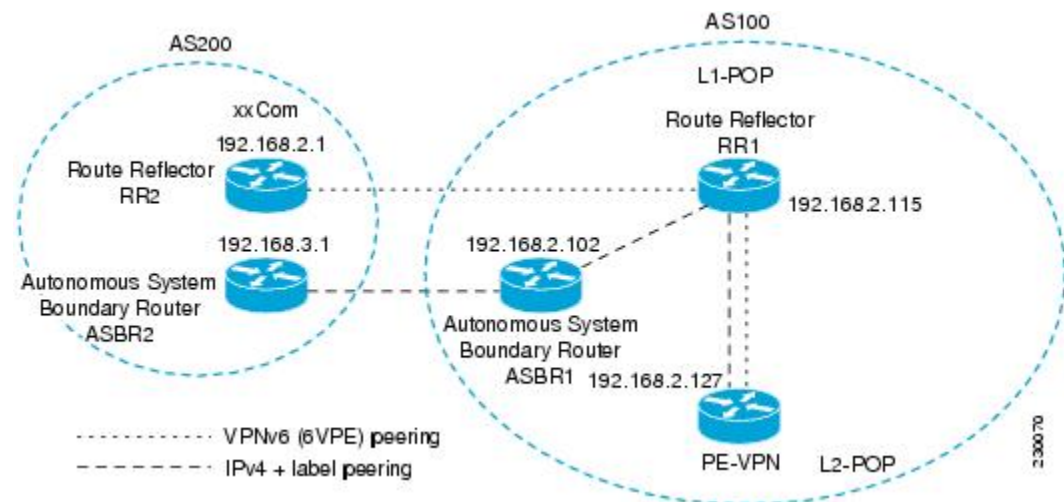 AS200
xxCom
192.168.2.1
Route Reflector
RR2
192.168.3.1
Autonomous System
Boundary Router
ASBR2
AS100
L1-POP
Route Reflector
RR1
192.168.2.115
192.168.2.102
Autonomous System
Boundary Router
ASBR1
192.168.2.127
PE-VPN
L2-POP
VPNv6 (6VPE) peering
IPv4 + label peering
230070